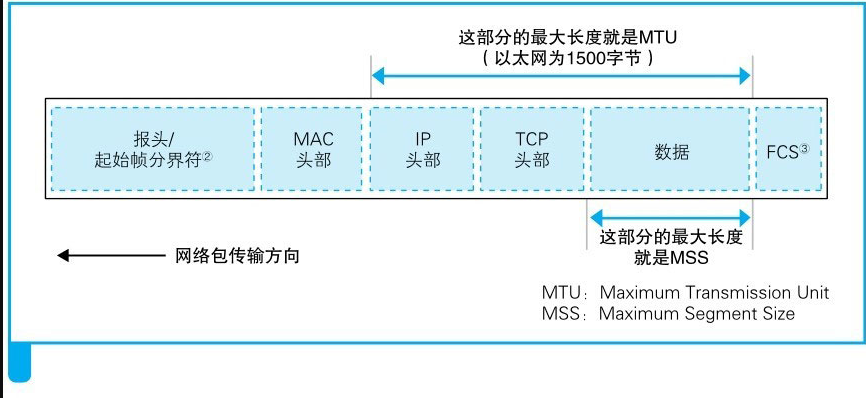 这部分的最大长度就是MTU
（以太网为1500字节）
报头/
起始帧分界符②
MAC
头部
IP
头部
TCP
头部
数据
FCS③
这部分的最大长度
就是MSS
网络包传输方向
MTU：Maximum Transmission Unit
MSS：Maximum Segment Size